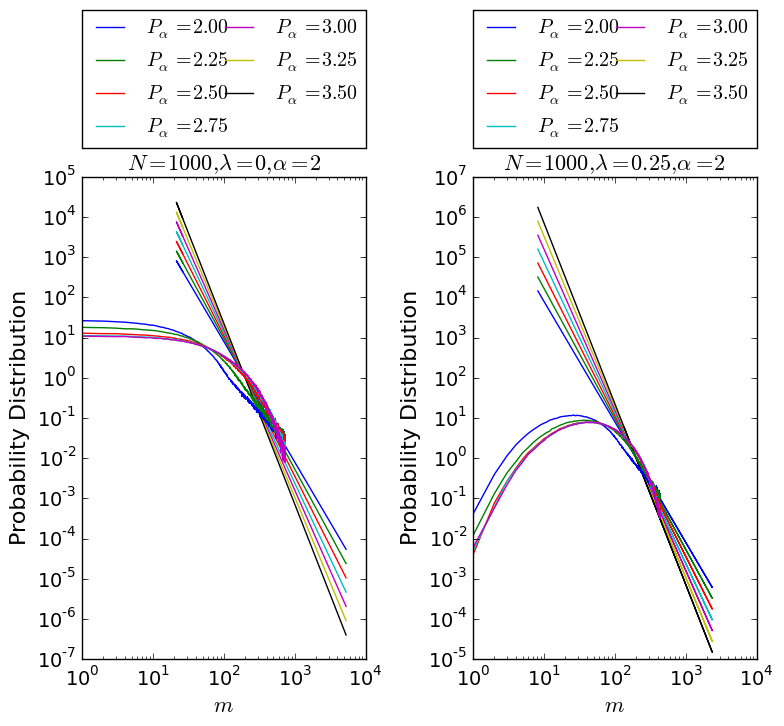 P_α = 2.00 P_α = 3.00
P_α = 2.25 P_α = 3.25
P_α = 2.50 P_α = 3.50
P_α = 2.75
P_α = 2.00 P_α = 3.00
P_α = 2.25 P_α = 3.25
P_α = 2.50 P_α = 3.50
P_α = 2.75
N=1000,λ=0,α=2
10^5
10^4
10^3
10^2
10^1
10^0
10^-1
10^-2
10^-3
10^-4
10^-5
10^-6
10^-7
Probability Distribution
10^0 10^1 10^2 10^3 10^4
m
N=1000,λ=0.25,α=2
10^7
10^6
10^5
10^4
10^3
10^2
10^1
10^0
10^-1
10^-2
10^-3
10^-4
10^-5
Probability Distribution
10^0 10^1 10^2 10^3 10^4
m